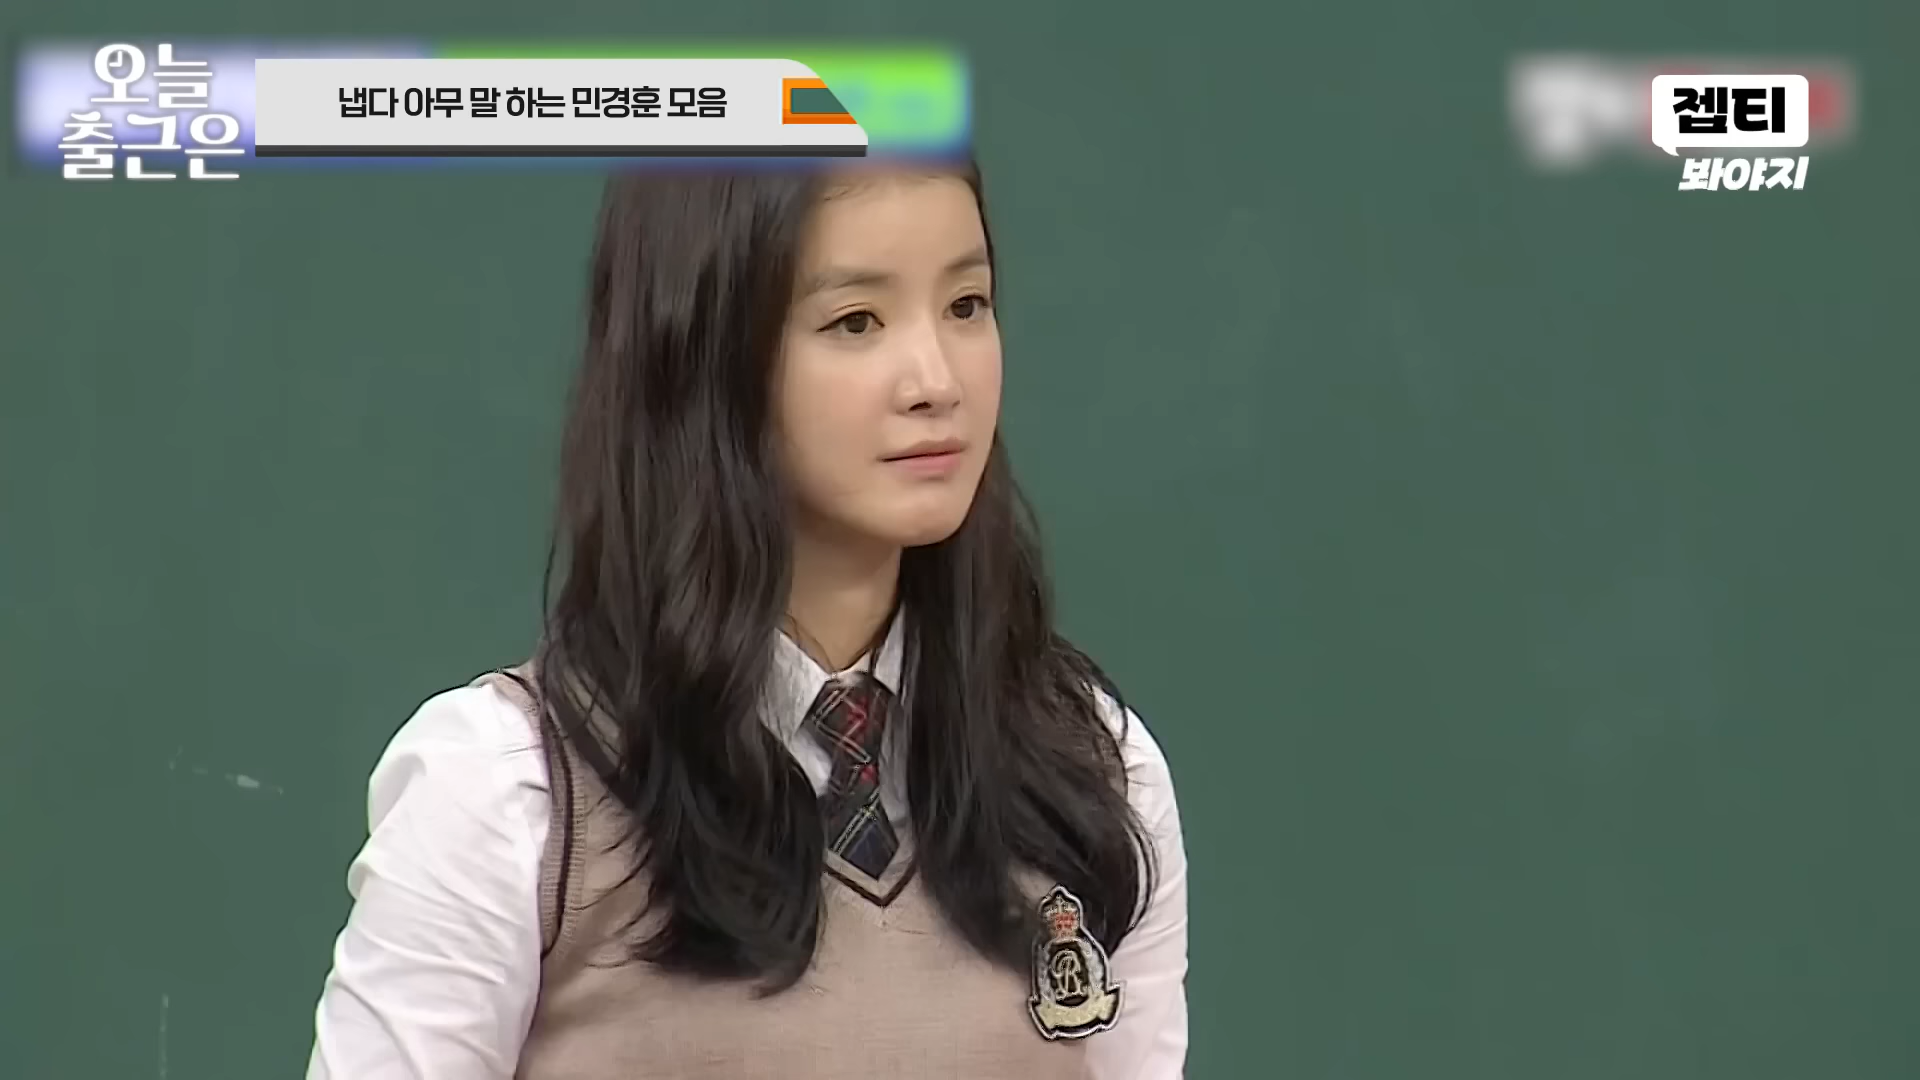 오늘
출근은
냅다 아무 말 하는 민경훈 모음
젭티
봐야지
R